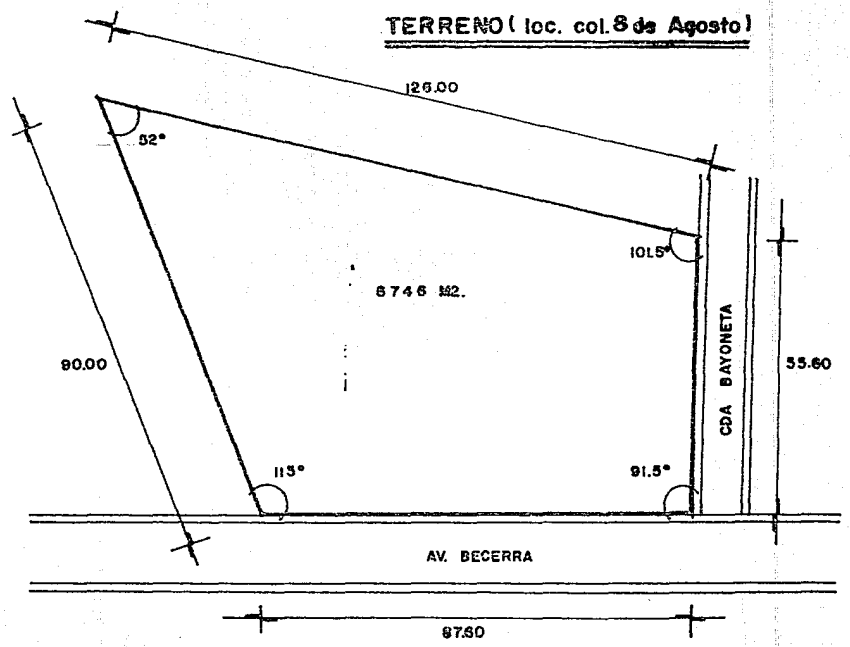 TERRENO ( loc. col. 8 de Agosto )
126.00
52°
101.5°
8746 M2.
CDA BAYONETA
90.00
55.60
113°
91.5°
AV. BECERRA
87.60